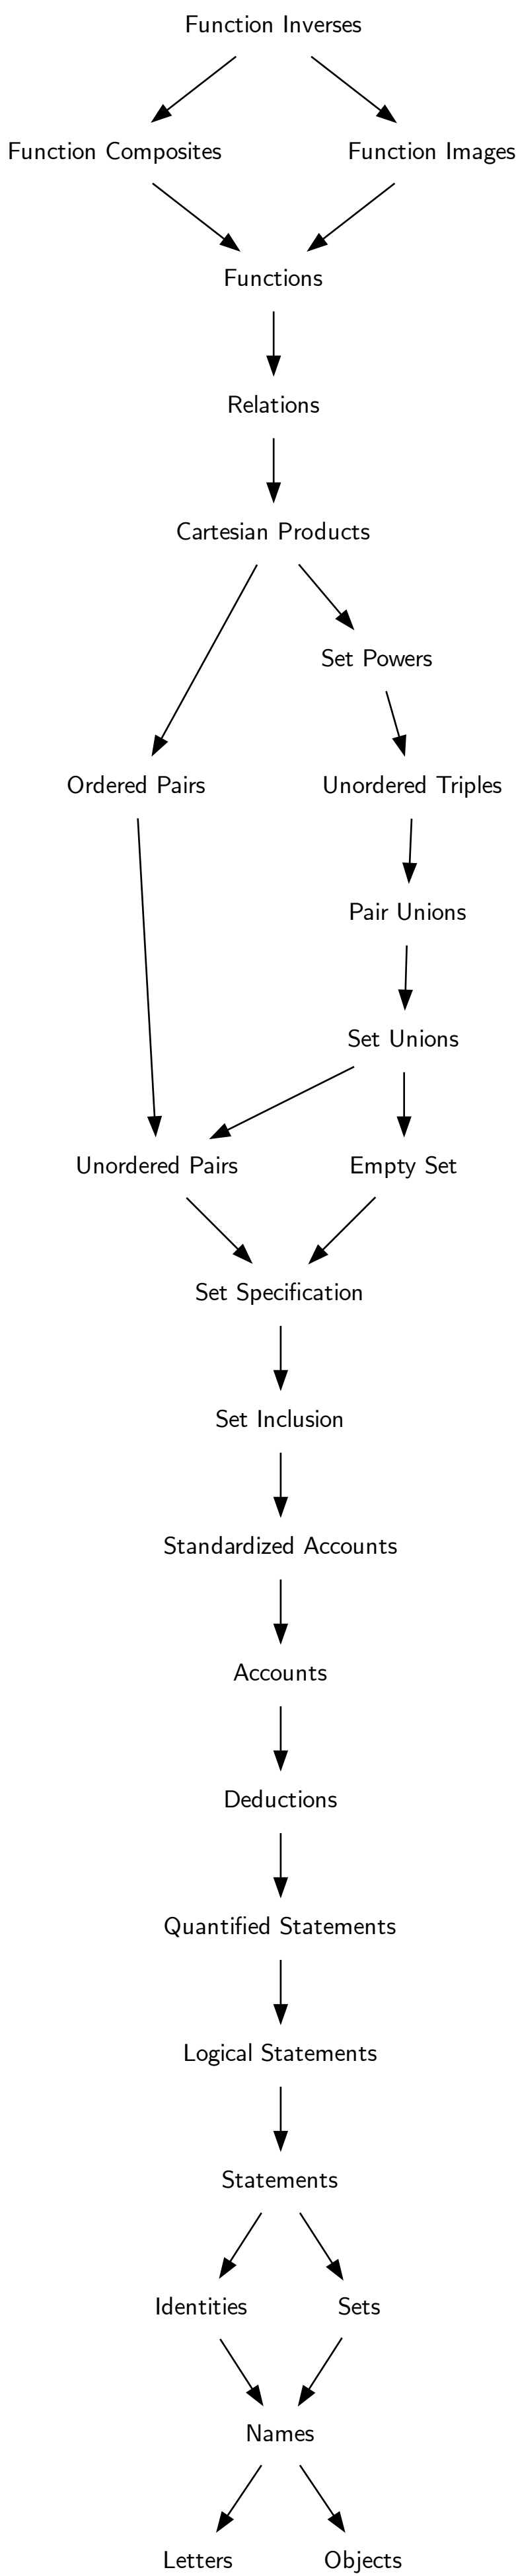 Function Inverses
Function Composites
Function Images
Functions
Relations
Cartesian Products
Set Powers
Ordered Pairs
Unordered Triples
Pair Unions
Set Unions
Unordered Pairs
Empty Set
Set Specification
Set Inclusion
Standardized Accounts
Accounts
Deductions
Quantified Statements
Logical Statements
Statements
Identities
Sets
Names
Letters
Objects